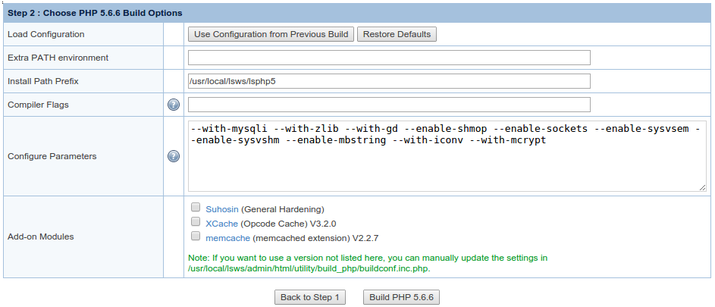 Step 2 : Choose PHP 5.6.6 Build Options
Load Configuration
Use Configuration from Previous Build
Restore Defaults
Extra PATH environment
Install Path Prefix
/usr/local/lsws/lsphp5
Compiler Flags
?
Configure Parameters
?
--with-mysqli --with-zlib --with-gd --enable-shmop --enable-sockets --enable-sysvsem -
-enable-sysvshm --enable-mbstring --with-iconv --with-mcrypt
Add-on Modules
Suhosin (General Hardening)
XCache (Opcode Cache) V3.2.0
memcache (memcached extension) V2.2.7
Note: If you want to use a version not listed here, you can manually update the settings in
/usr/local/lsws/admin/html/utility/build_php/buildconf.inc.php.
Back to Step 1
Build PHP 5.6.6